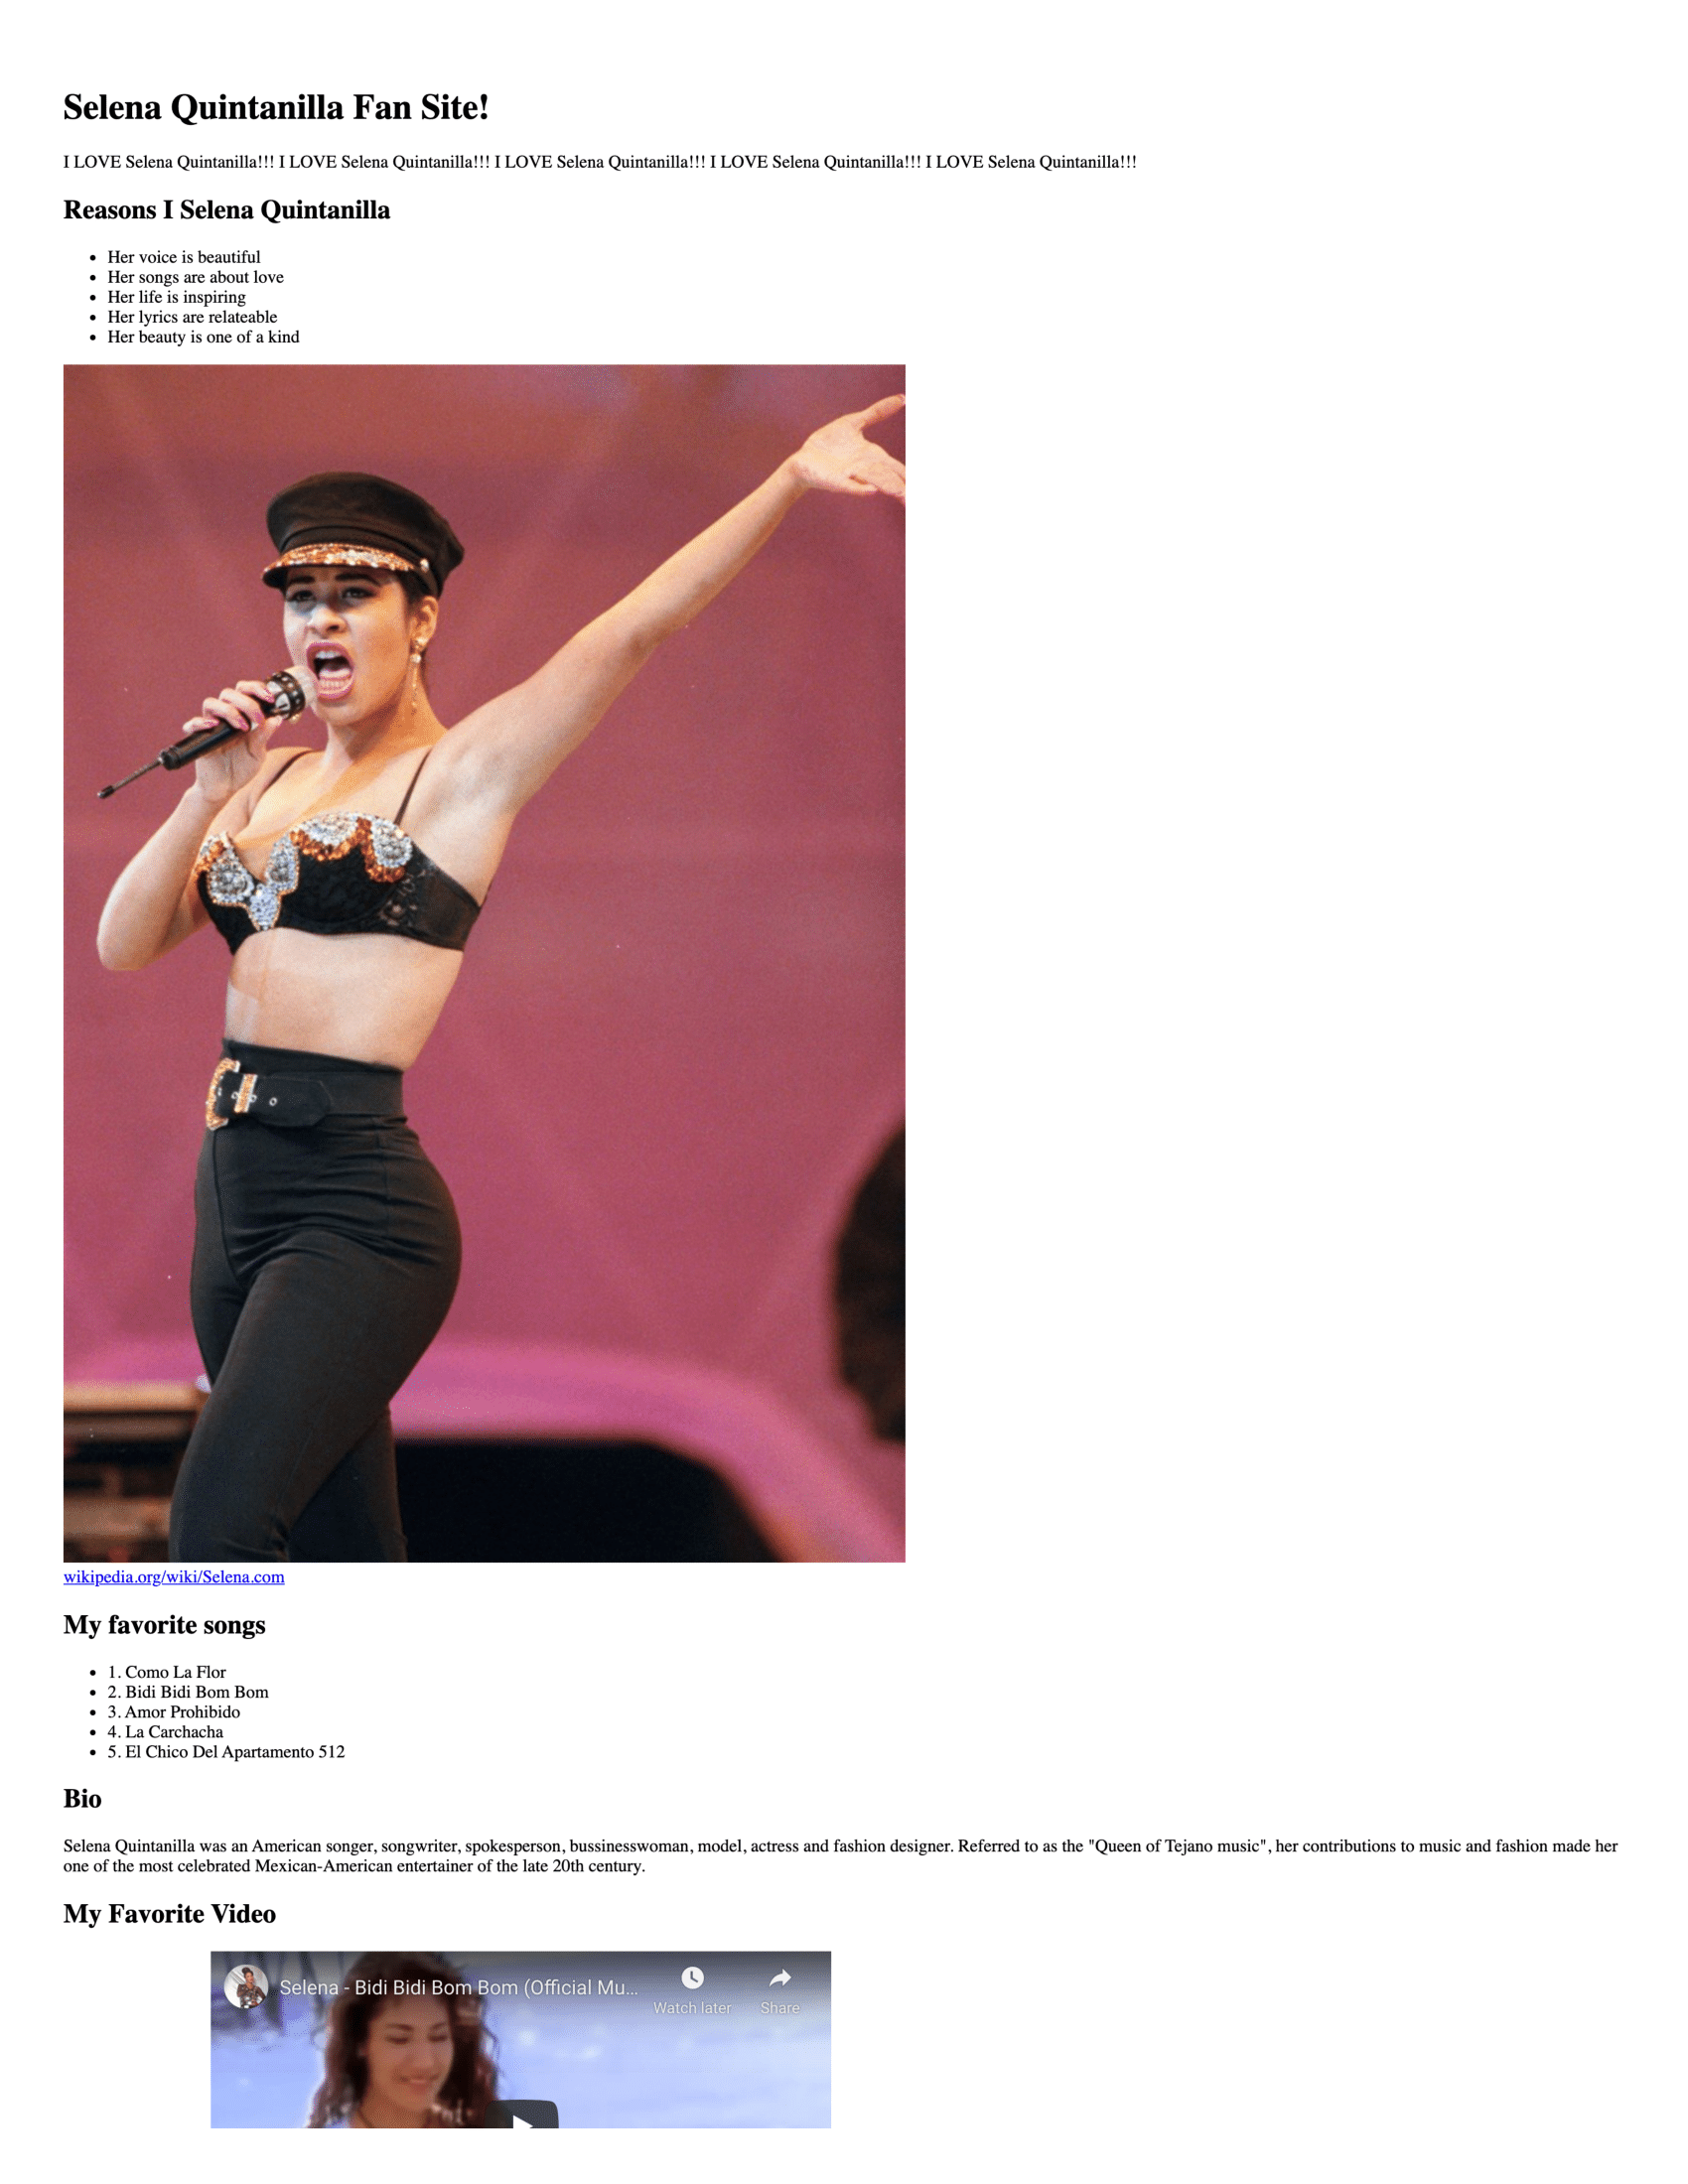 Selena Quintanilla Fan Site!
I LOVE Selena Quintanilla!!! I LOVE Selena Quintanilla!!! I LOVE Selena Quintanilla!!! I LOVE Selena Quintanilla!!! I LOVE Selena Quintanilla!!!
Reasons I Selena Quintanilla
• Her voice is beautiful
• Her songs are about love
• Her life is inspiring
• Her lyrics are relateable
• Her beauty is one of a kind
wikipedia.org/wiki/Selena.com
My favorite songs
• 1. Como La Flor
• 2. Bidi Bidi Bom Bom
• 3. Amor Prohibido
• 4. La Carchacha
• 5. El Chico Del Apartamento 512
Bio
Selena Quintanilla was an American songer, songwriter, spokesperson, bussinesswoman, model, actress and fashion designer. Referred to as the "Queen of Tejano music", her contributions to music and fashion made her
one of the most celebrated Mexican-American entertainer of the late 20th century.
My Favorite Video
Selena - Bidi Bidi Bom Bom (Official Mu...
Watch later Share